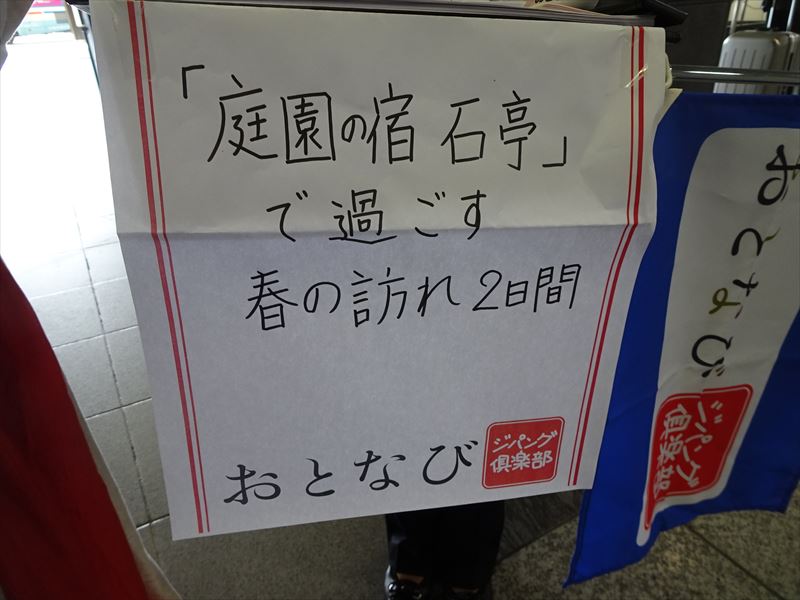 「庭園の宿 石亭」
で過ごす
春の訪れ2日間
おとなび
ジパング
倶楽部
おとなび
ジパング
倶楽部